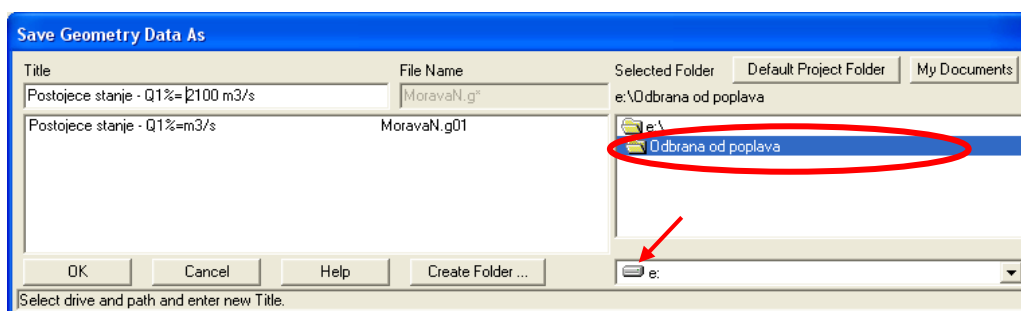 Save Geometry Data As
Title File Name Selected Folder Default Project Folder My Documents
Postojece stanje - Q1%= 2100 m3/s MoravaN.g* e:\Odbrana od poplava
Postojece stanje - Q1%=m3/s MoravaN.g01 e:\
Odbrana od poplava
OK Cancel Help Create Folder ... e:
Select drive and path and enter new Title.